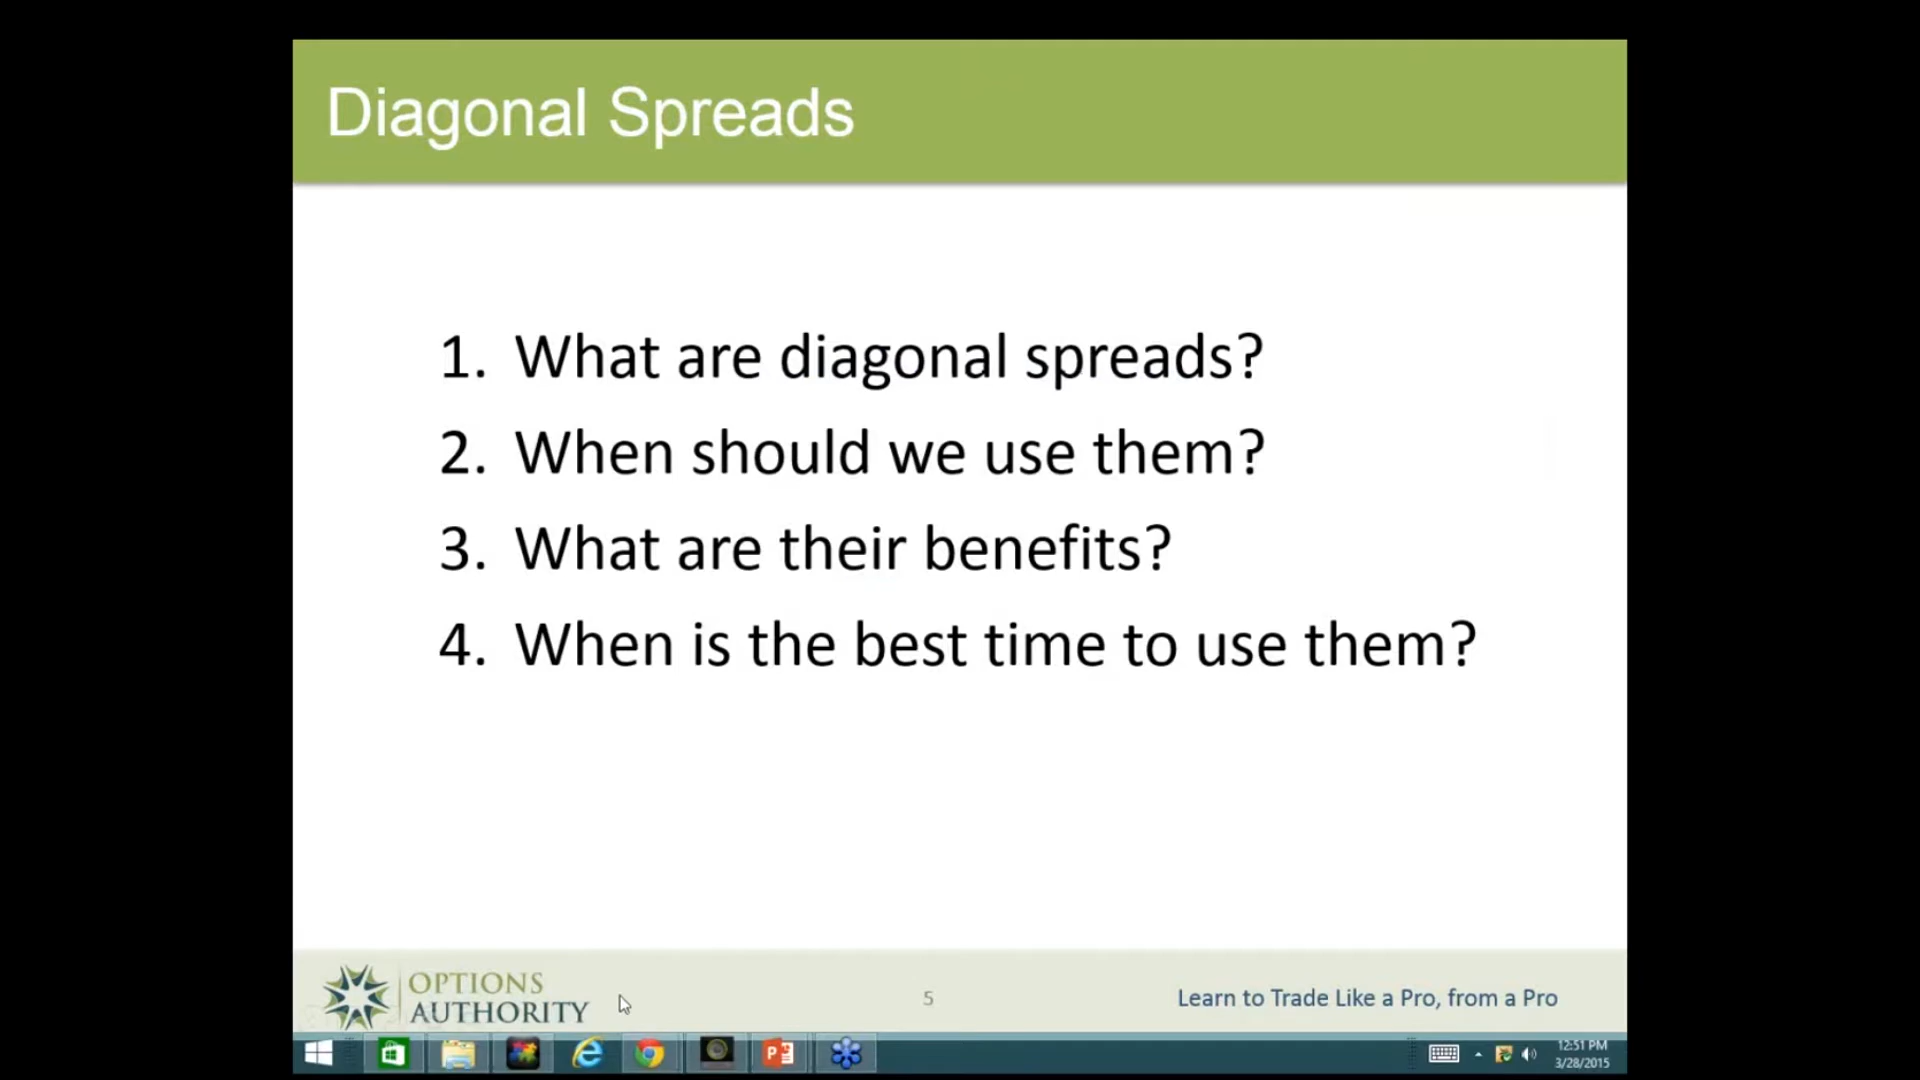 Diagonal Spreads
1. What are diagonal spreads?
2. When should we use them?
3. What are their benefits?
4. When is the best time to use them?
OPTIONS
AUTHORITY
5
Learn to Trade Like a Pro, from a Pro
12:51 PM
3/28/2015